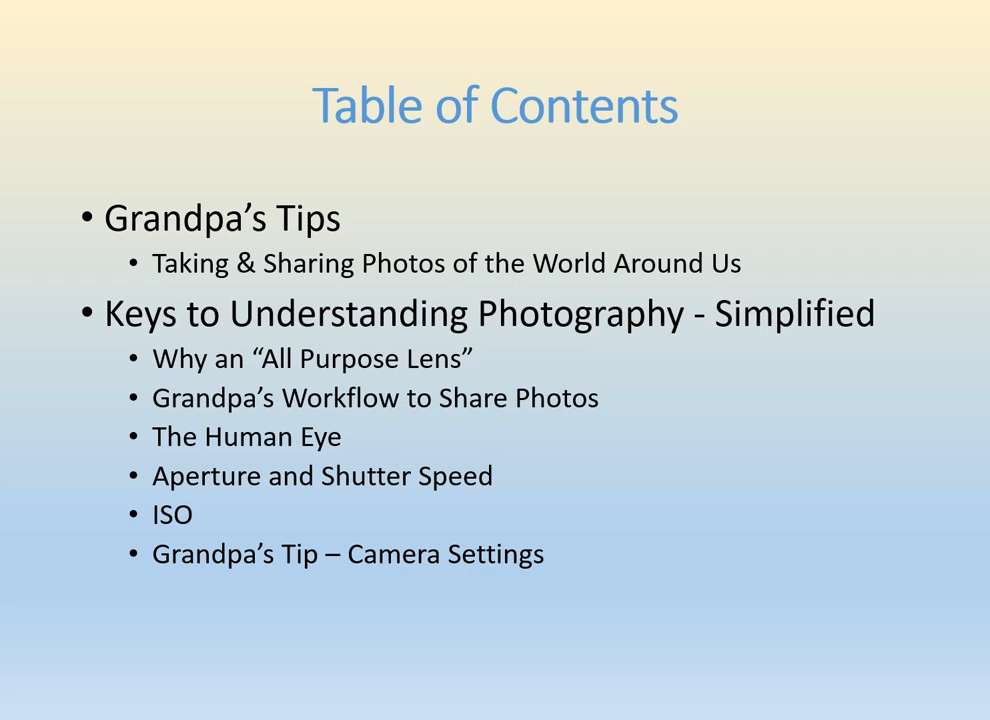 Table of Contents
• Grandpa’s Tips
• Taking & Sharing Photos of the World Around Us
• Keys to Understanding Photography - Simplified
• Why an “All Purpose Lens”
• Grandpa’s Workflow to Share Photos
• The Human Eye
• Aperture and Shutter Speed
• ISO
• Grandpa’s Tip – Camera Settings